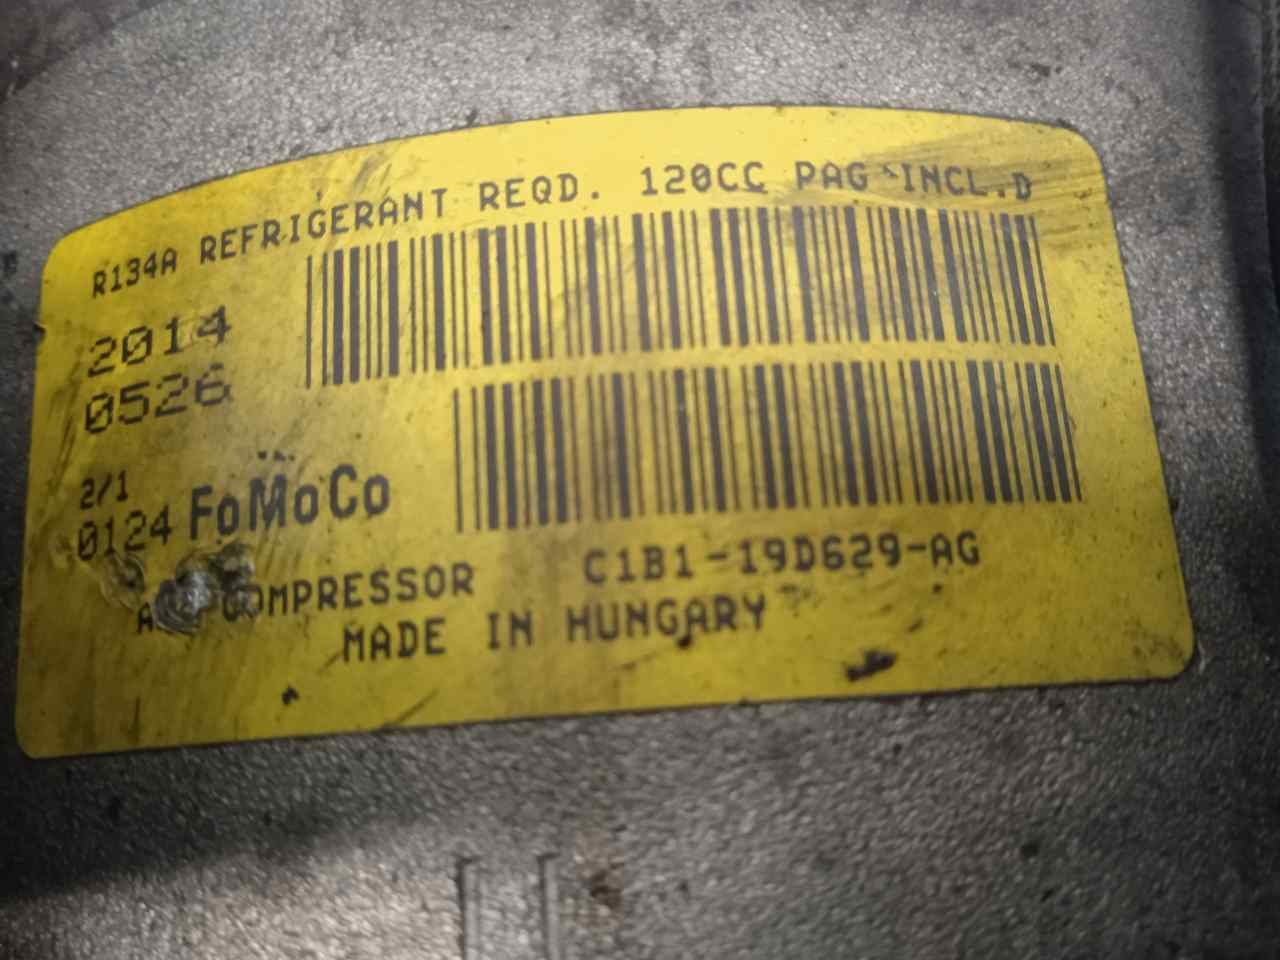 R134A REFRIGERANT REQD. 120CC PAG INCL.D
2014
0526
2/1
0124 FoMoCo
COMPRESSOR C1B1-19D629-AG
MADE IN HUNGARY